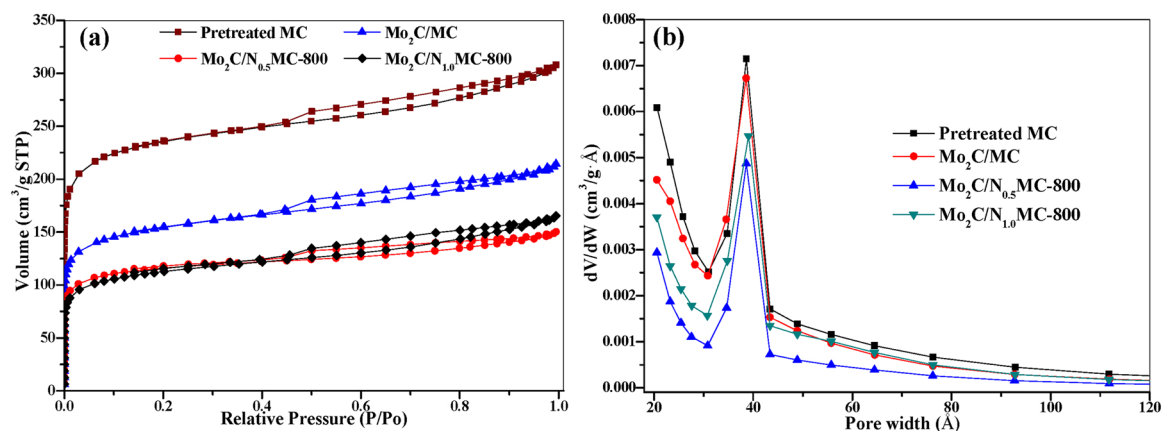 (a)
Pretreated MC
Mo₂C/MC
Mo₂C/N₀.₅MC-800
Mo₂C/N₁.₀MC-800
Volume (cm³/g STP)
350
300
250
200
150
100
50
0
0.0
0.2
0.4
0.6
0.8
1.0
Relative Pressure (P/Po)
(b)
Pretreated MC
Mo₂C/MC
Mo₂C/N₀.₅MC-800
Mo₂C/N₁.₀MC-800
dV/dW (cm³/g· Å)
0.008
0.007
0.006
0.005
0.004
0.003
0.002
0.001
0.000
20
40
60
80
100
120
Pore width (Å)